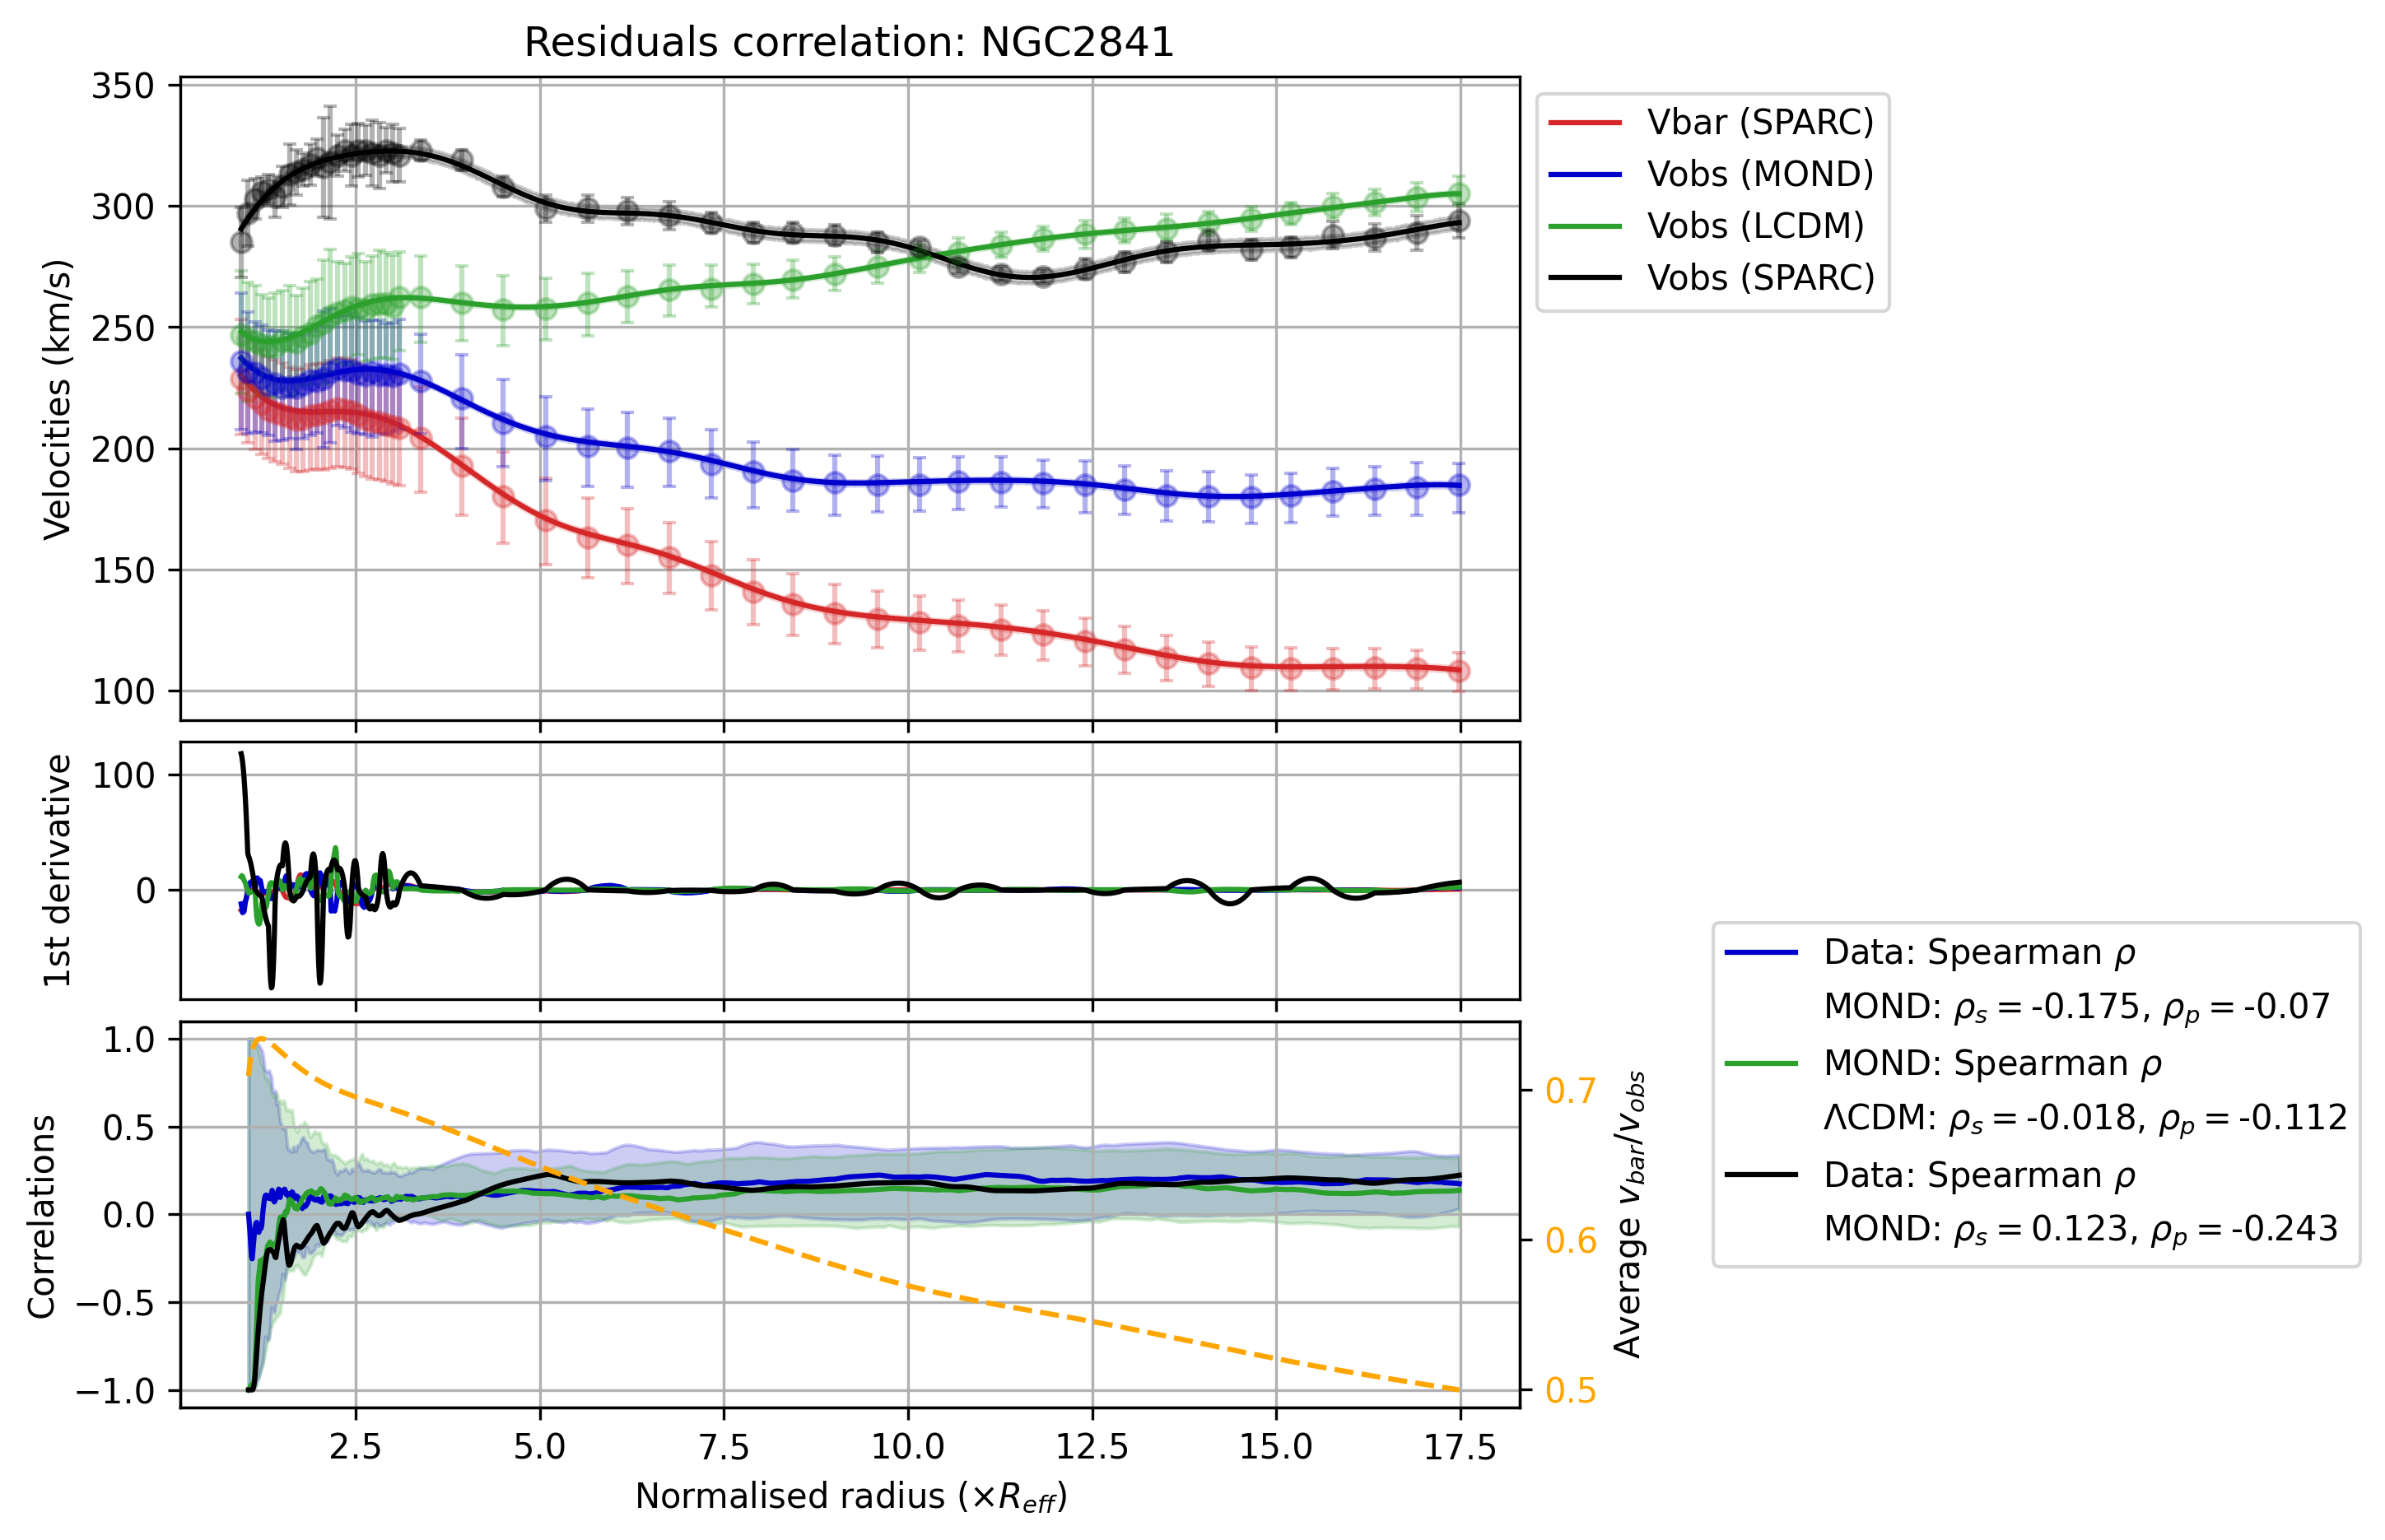 Residuals correlation: NGC2841
350
300
250
200
150
100
Velocities (km/s)
Vbar (SPARC)
Vobs (MOND)
Vobs (LCDM)
Vobs (SPARC)
100
0
1st derivative
1.0
0.5
0.0
−0.5
−1.0
Correlations
0.7
0.6
0.5
Average v_bar/v_obs
Data: Spearman ρ
MOND: ρ_s = -0.175, ρ_p = -0.07
MOND: Spearman ρ
ΛCDM: ρ_s = -0.018, ρ_p = -0.112
Data: Spearman ρ
MOND: ρ_s = 0.123, ρ_p = -0.243
2.5 5.0 7.5 10.0 12.5 15.0 17.5
Normalised radius (×R_eff)